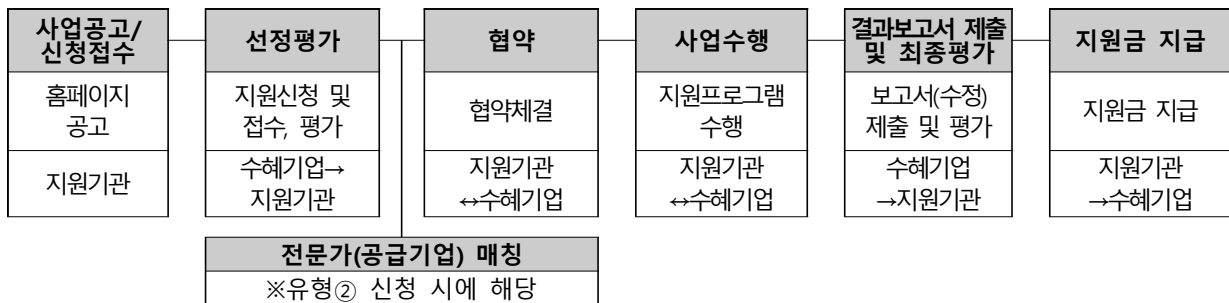 사업공고/
신청접수
홈페이지
공고
지원기관
선정평가
지원신청 및
접수, 평가
수혜기업→
지원기관
협약
협약체결
지원기관
↔수혜기업
사업수행
지원프로그램
수행
지원기관
↔수혜기업
결과보고서 제출
및 최종평가
보고서(수정)
제출 및 평가
수혜기업
→지원기관
지원금 지급
지원금 지급
지원기관
→수혜기업
전문가(공급기업) 매칭
※유형② 신청 시에 해당